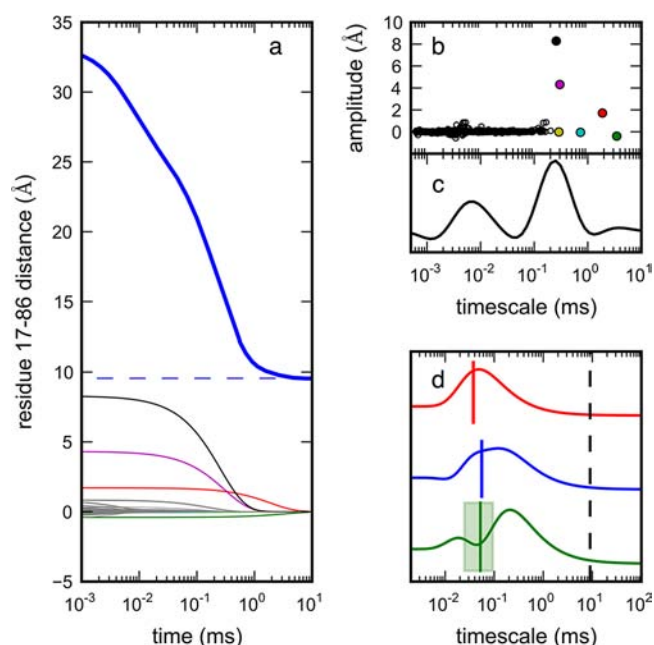 a
residue 17-86 distance (Å)
35
30
25
20
15
10
5
0
−5
10⁻³ 10⁻² 10⁻¹ 10⁰ 10¹
time (ms)
b
amplitude (Å)
10
8
6
4
2
0
c
10⁻³ 10⁻² 10⁻¹ 10⁰ 10¹
timescale (ms)
d
10⁻² 10⁻¹ 10⁰ 10¹ 10²
timescale (ms)